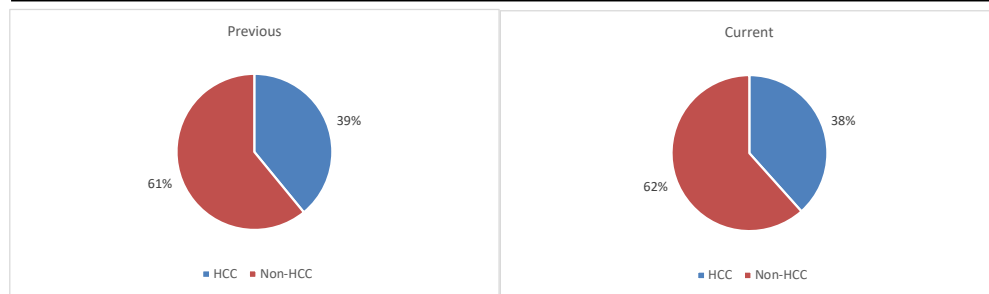 Previous
39%
61%
HCC Non-HCC
Current
38%
62%
HCC Non-HCC